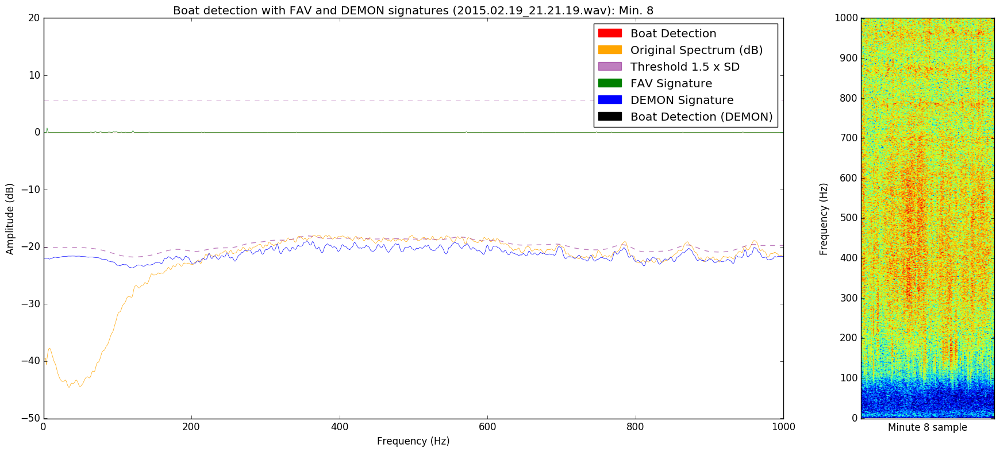 Boat detection with FAV and DEMON signatures (2015.02.19_21.21.19.wav): Min. 8
Boat Detection
Original Spectrum (dB)
Threshold 1.5 x SD
FAV Signature
DEMON Signature
Boat Detection (DEMON)
Amplitude (dB)
20
10
0
−10
−20
−30
−40
−50
0
200
400
600
800
1000
Frequency (Hz)
Frequency (Hz)
1000
900
800
700
600
500
400
300
200
100
0
Minute 8 sample